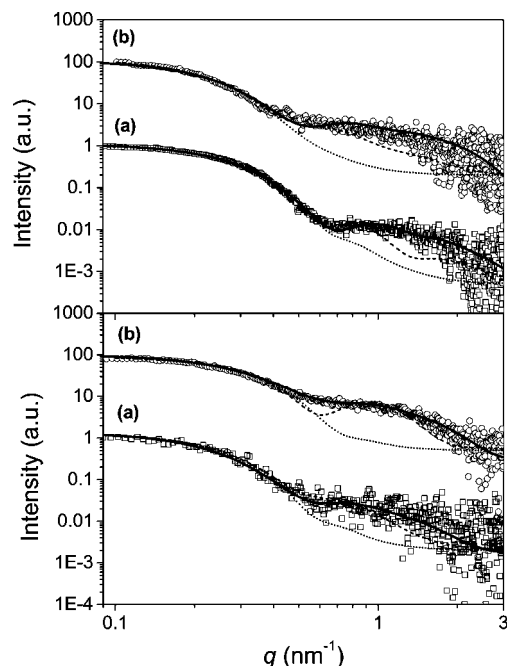 1000
(b)
100
10
(a)
1
0.1
0.01
1E-3
Intensity (a.u.)
1000
(b)
100
10
(a)
1
0.1
0.01
1E-3
1E-4
Intensity (a.u.)
0.1 1 3
q (nm⁻¹)